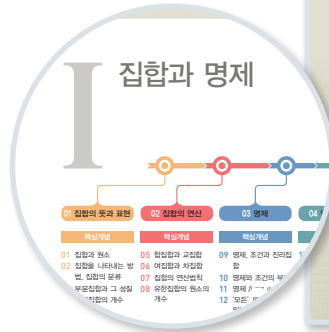 I
집합과 명제
01 집합의 뜻과 표현
핵심개념
01 집합과 원소
02 집합을 나타내는 방
법, 집합의 분류
부분집합과 그 성질
집합의 개수
02 집합의 연산
핵심개념
05 합집합과 교집합
06 여집합과 차집합
07 집합의 연산법칙
08 유한집합의 원소의
개수
03 명제
핵심개념
09 명제, 조건과 진리집
합
10 명제와 조건의
11 명제
12 '모든'
04